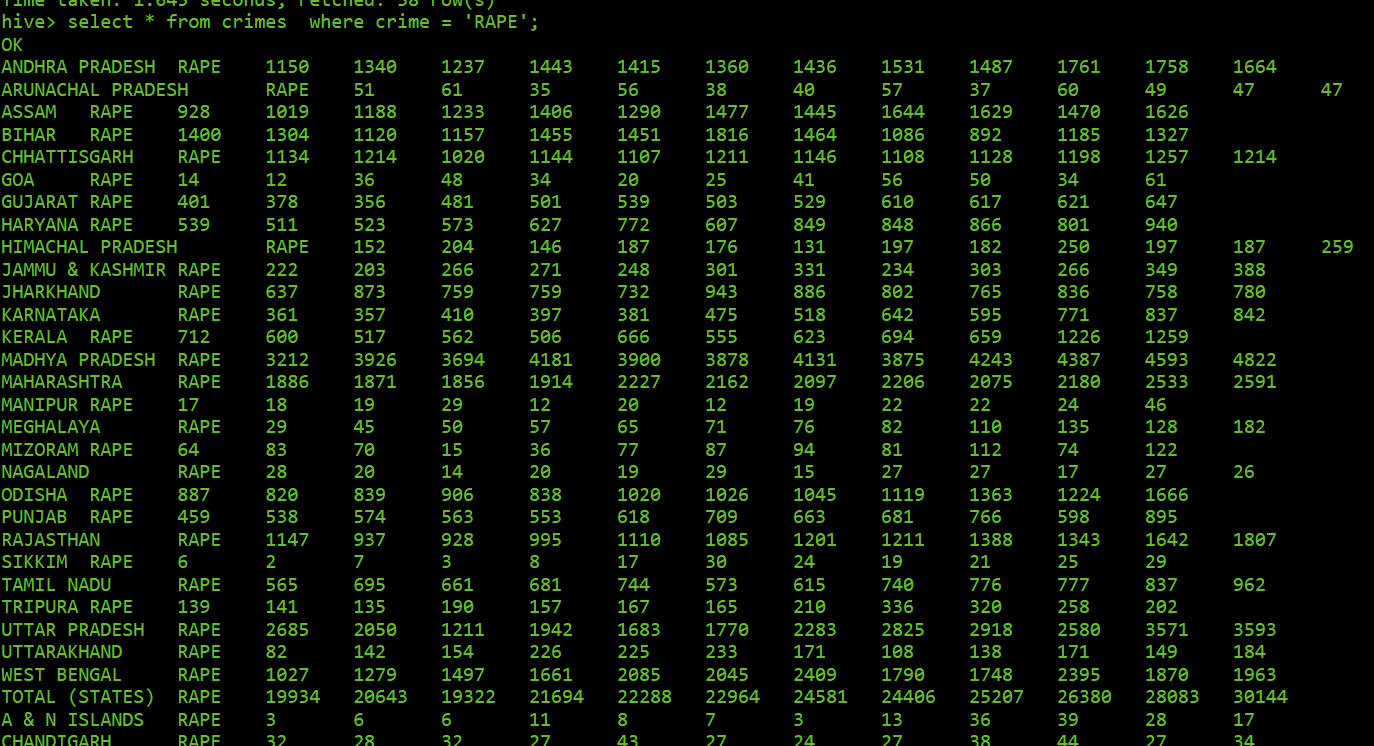 Time taken: 1.645 seconds, Fetched: 38 row(s)
hive> select * from crimes  where crime = 'RAPE';
OK
ANDHRA PRADESH RAPE 1150 1340 1237 1443 1415 1360 1436 1531 1487 1761 1758 1664
ARUNACHAL PRADESH RAPE 51 61 35 56 38 40 57 37 60 49 47 47
ASSAM RAPE 928 1019 1188 1233 1406 1290 1477 1445 1644 1629 1470 1626
BIHAR RAPE 1400 1304 1120 1157 1455 1451 1816 1464 1086 892 1185 1327
CHHATTISGARH RAPE 1134 1214 1020 1144 1107 1211 1146 1108 1128 1198 1257 1214
GOA RAPE 14 12 36 48 34 20 25 41 56 50 34 61
GUJARAT RAPE 401 378 356 481 501 539 503 529 610 617 621 647
HARYANA RAPE 539 511 523 573 627 772 607 849 848 866 801 940
HIMACHAL PRADESH RAPE 152 204 146 187 176 131 197 182 250 197 187 259
JAMMU & KASHMIR RAPE 222 203 266 271 248 301 331 234 303 266 349 388
JHARKHAND RAPE 637 873 759 759 732 943 886 802 765 836 758 780
KARNATAKA RAPE 361 357 410 397 381 475 518 642 595 771 837 842
KERALA RAPE 712 600 517 562 506 666 555 623 694 659 1226 1259
MADHYA PRADESH RAPE 3212 3926 3694 4181 3900 3878 4131 3875 4243 4387 4593 4822
MAHARASHTRA RAPE 1886 1871 1856 1914 2227 2162 2097 2206 2075 2180 2533 2591
MANIPUR RAPE 17 18 19 29 12 20 12 19 22 22 24 46
MEGHALAYA RAPE 29 45 50 57 65 71 76 82 110 135 128 182
MIZORAM RAPE 64 83 70 15 36 77 87 94 81 112 74 122
NAGALAND RAPE 28 20 14 20 19 29 15 27 27 17 27 26
ODISHA RAPE 887 820 839 906 838 1020 1026 1045 1119 1363 1224 1666
PUNJAB RAPE 459 538 574 563 553 618 709 663 681 766 598 895
RAJASTHAN RAPE 1147 937 928 995 1110 1085 1201 1211 1388 1343 1642 1807
SIKKIM RAPE 6 2 7 3 8 17 30 24 19 21 25 29
TAMIL NADU RAPE 565 695 661 681 744 573 615 740 776 777 837 962
TRIPURA RAPE 139 141 135 190 157 167 165 210 336 320 258 202
UTTAR PRADESH RAPE 2685 2050 1211 1942 1683 1770 2283 2825 2918 2580 3571 3593
UTTARAKHAND RAPE 82 142 154 226 225 233 171 108 138 171 149 184
WEST BENGAL RAPE 1027 1279 1497 1661 2085 2045 2409 1790 1748 2395 1870 1963
TOTAL (STATES) RAPE 19934 20643 19322 21694 22288 22964 24581 24406 25207 26380 28083 30144
A & N ISLANDS RAPE 3 6 6 11 8 7 3 13 36 39 28 17
CHANDIGARH RAPE 32 28 32 27 43 27 24 27 38 44 27 34